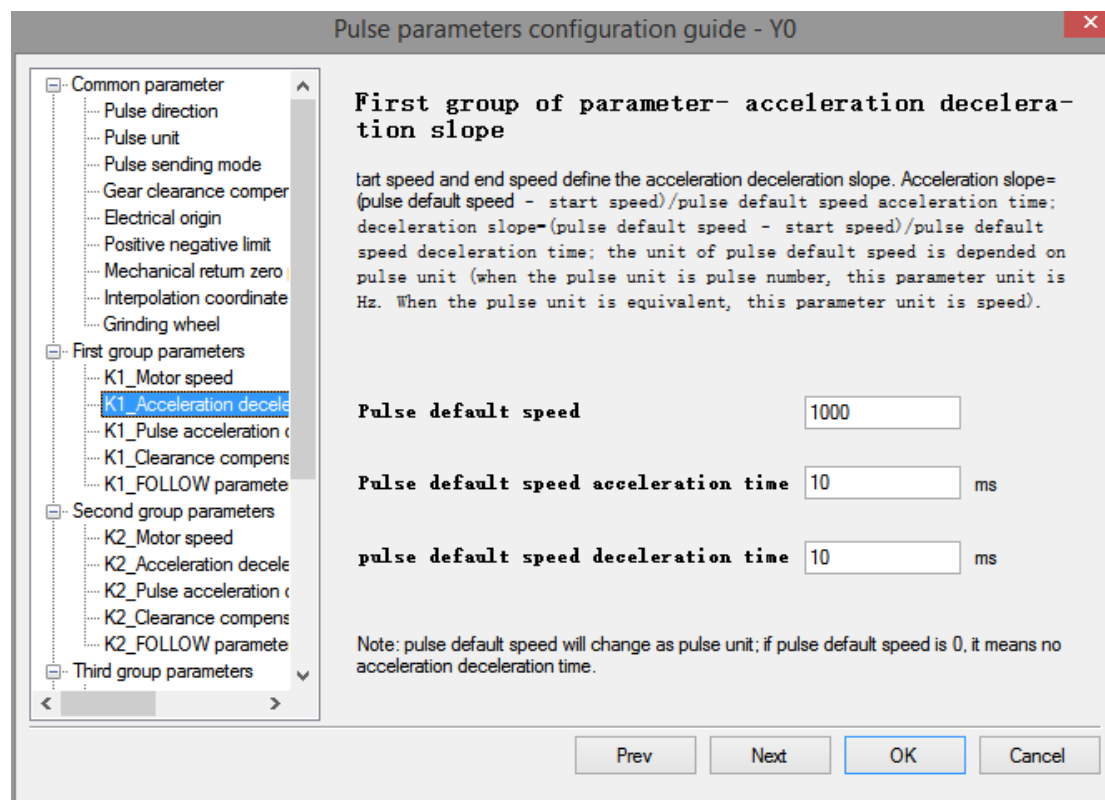 Pulse parameters configuration guide - Y0
Common parameter
Pulse direction
Pulse unit
Pulse sending mode
Gear clearance comper
Electrical origin
Positive negative limit
Mechanical return zero
Interpolation coordinate
Grinding wheel
First group parameters
K1_Motor speed
K1_Acceleration decele
K1_Pulse acceleration
K1_Clearance compens
K1_FOLLOW paramete
Second group parameters
K2_Motor speed
K2_Acceleration decele
K2_Pulse acceleration
K2_Clearance compens
K2_FOLLOW paramete
Third group parameters
First group of parameter- acceleration decelera-
tion slope
tart speed and end speed define the acceleration deceleration slope. Acceleration slope=
(pulse default speed - start speed)/pulse default speed acceleration time;
deceleration slope=(pulse default speed - start speed)/pulse default
speed deceleration time; the unit of pulse default speed is depended on
pulse unit (when the pulse unit is pulse number, this parameter unit is
Hz. When the pulse unit is equivalent, this parameter unit is speed).
Pulse default speed 1000
Pulse default speed acceleration time 10 ms
pulse default speed deceleration time 10 ms
Note: pulse default speed will change as pulse unit; if pulse default speed is 0, it means no
acceleration deceleration time.
Prev Next OK Cancel